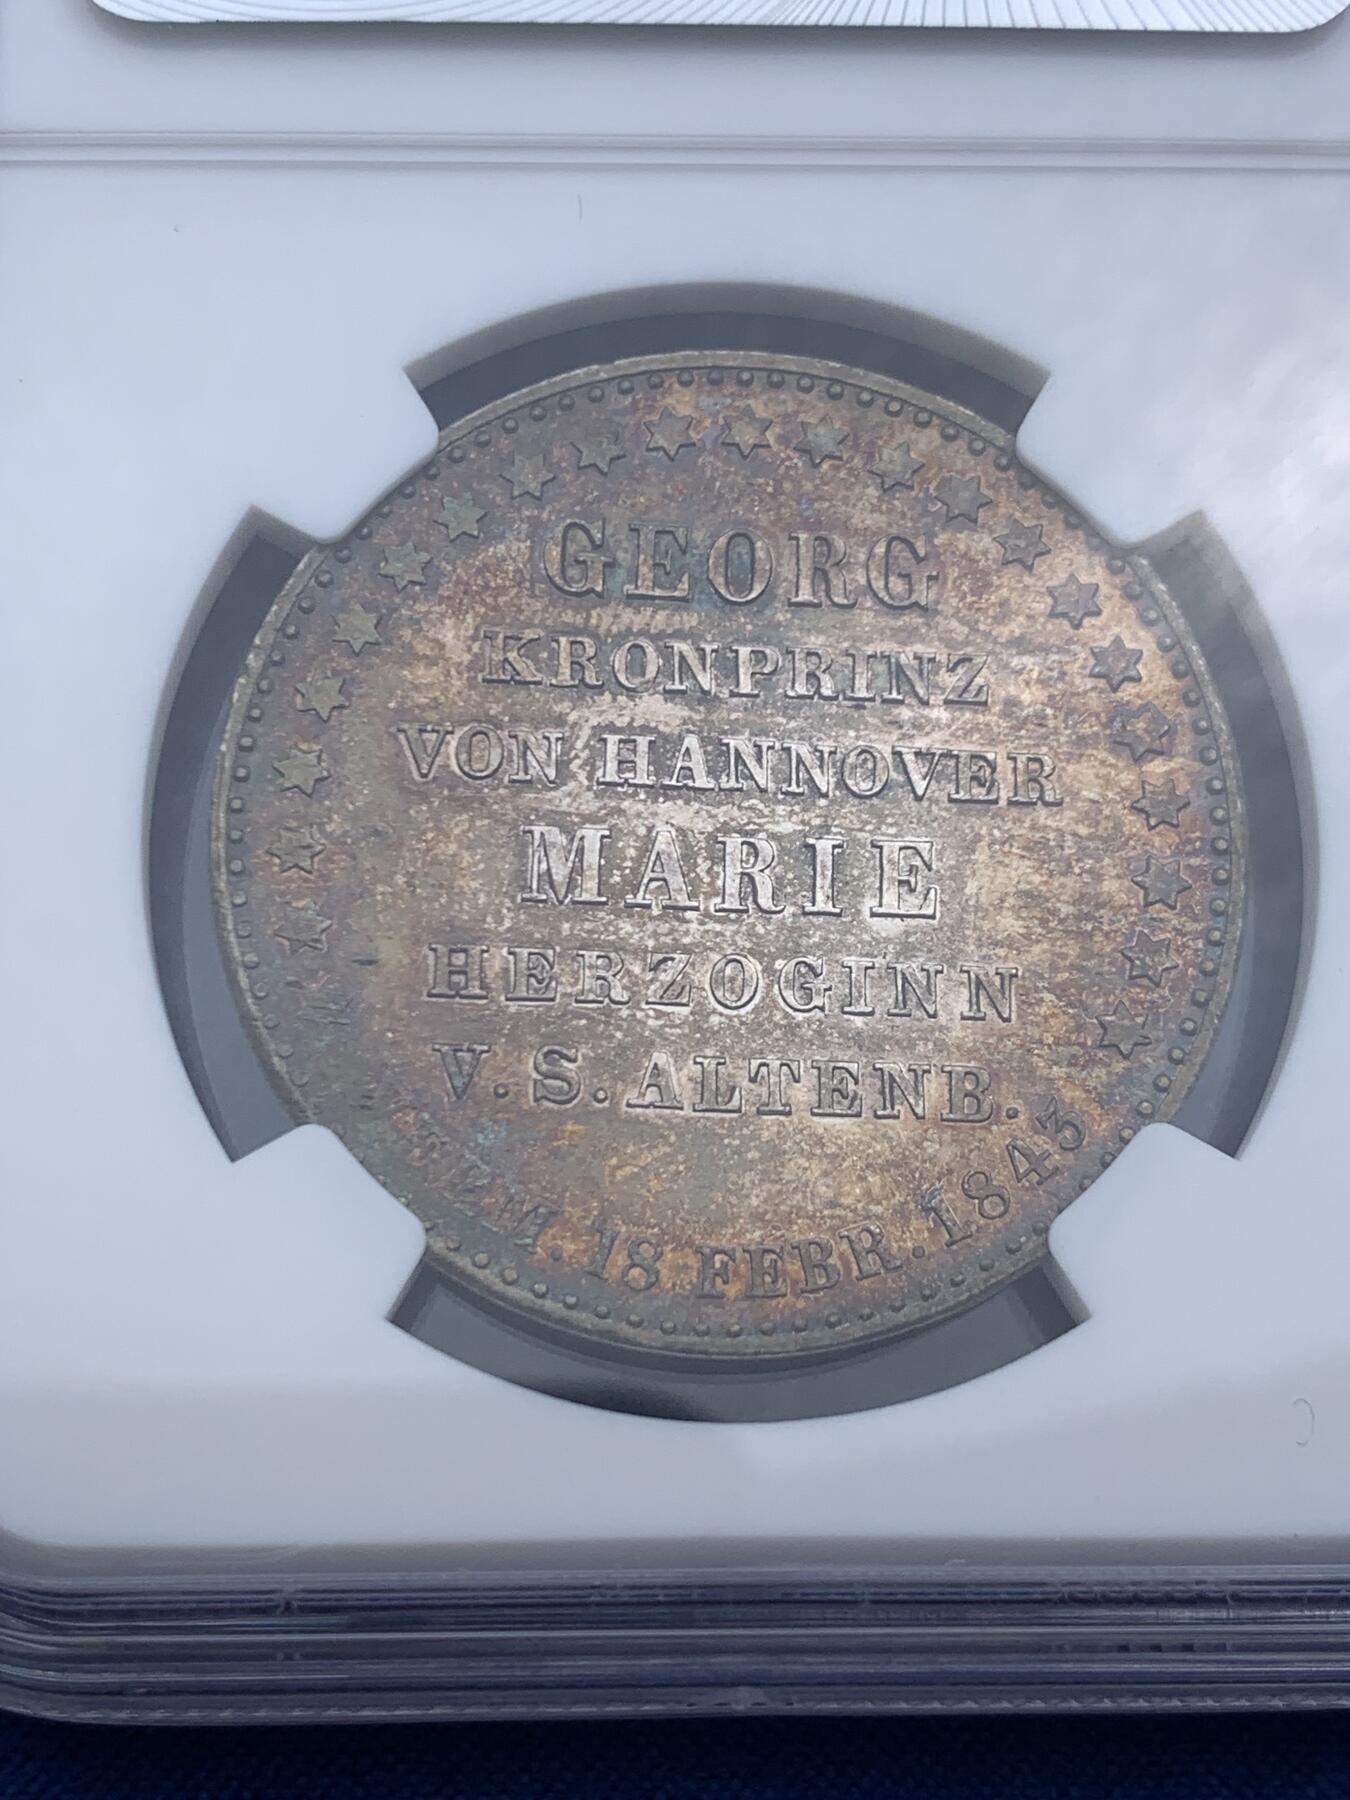 GEORG
KRONPRINZ
VON HANNOVER
MARIE
HERZOGINN
V. S. ALTENB.
Z.M. 18 FEBR. 1843